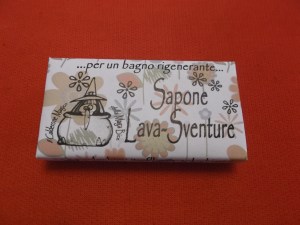 ...per un bagno rigenerante...
Sapone
Lava-Sventure